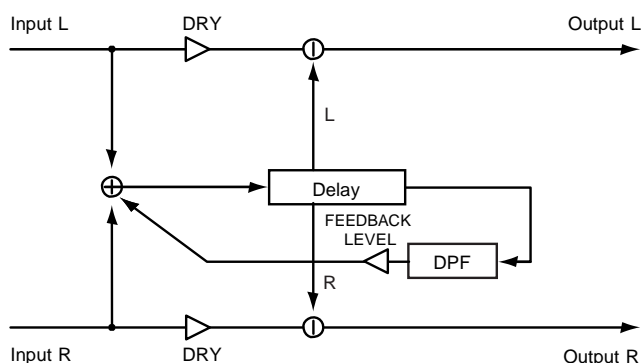 Input L
DRY
Output L
L
Delay
FEEDBACK
LEVEL
DPF
R
Input R
DRY
Output R